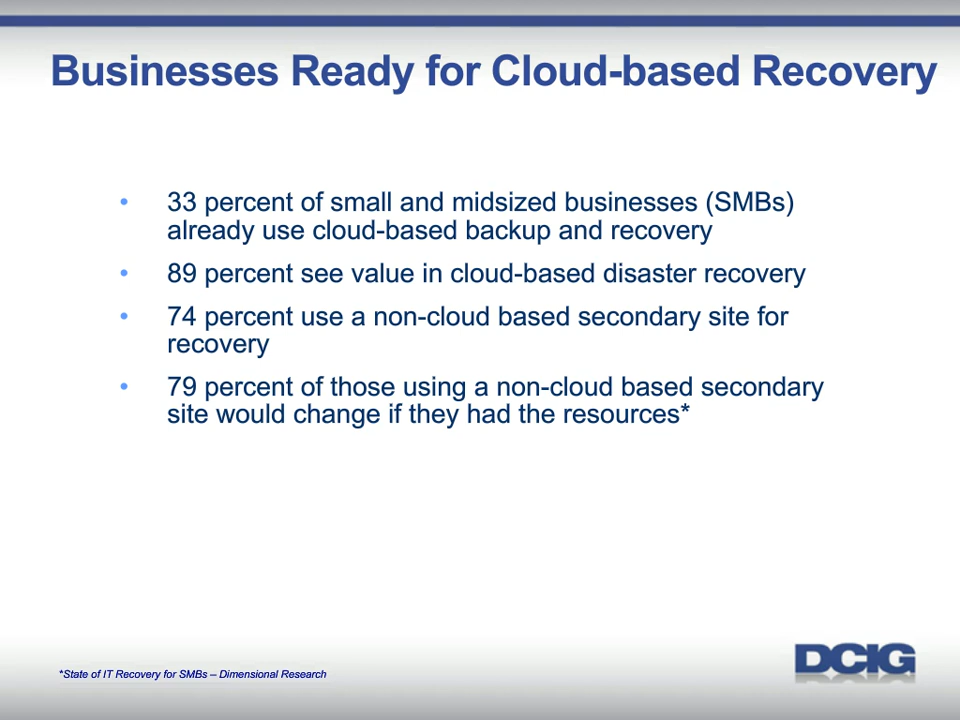 Businesses Ready for Cloud-based Recovery
• 33 percent of small and midsized businesses (SMBs)
already use cloud-based backup and recovery
• 89 percent see value in cloud-based disaster recovery
• 74 percent use a non-cloud based secondary site for
recovery
• 79 percent of those using a non-cloud based secondary
site would change if they had the resources*
*State of IT Recovery for SMBs – Dimensional Research
DCIG